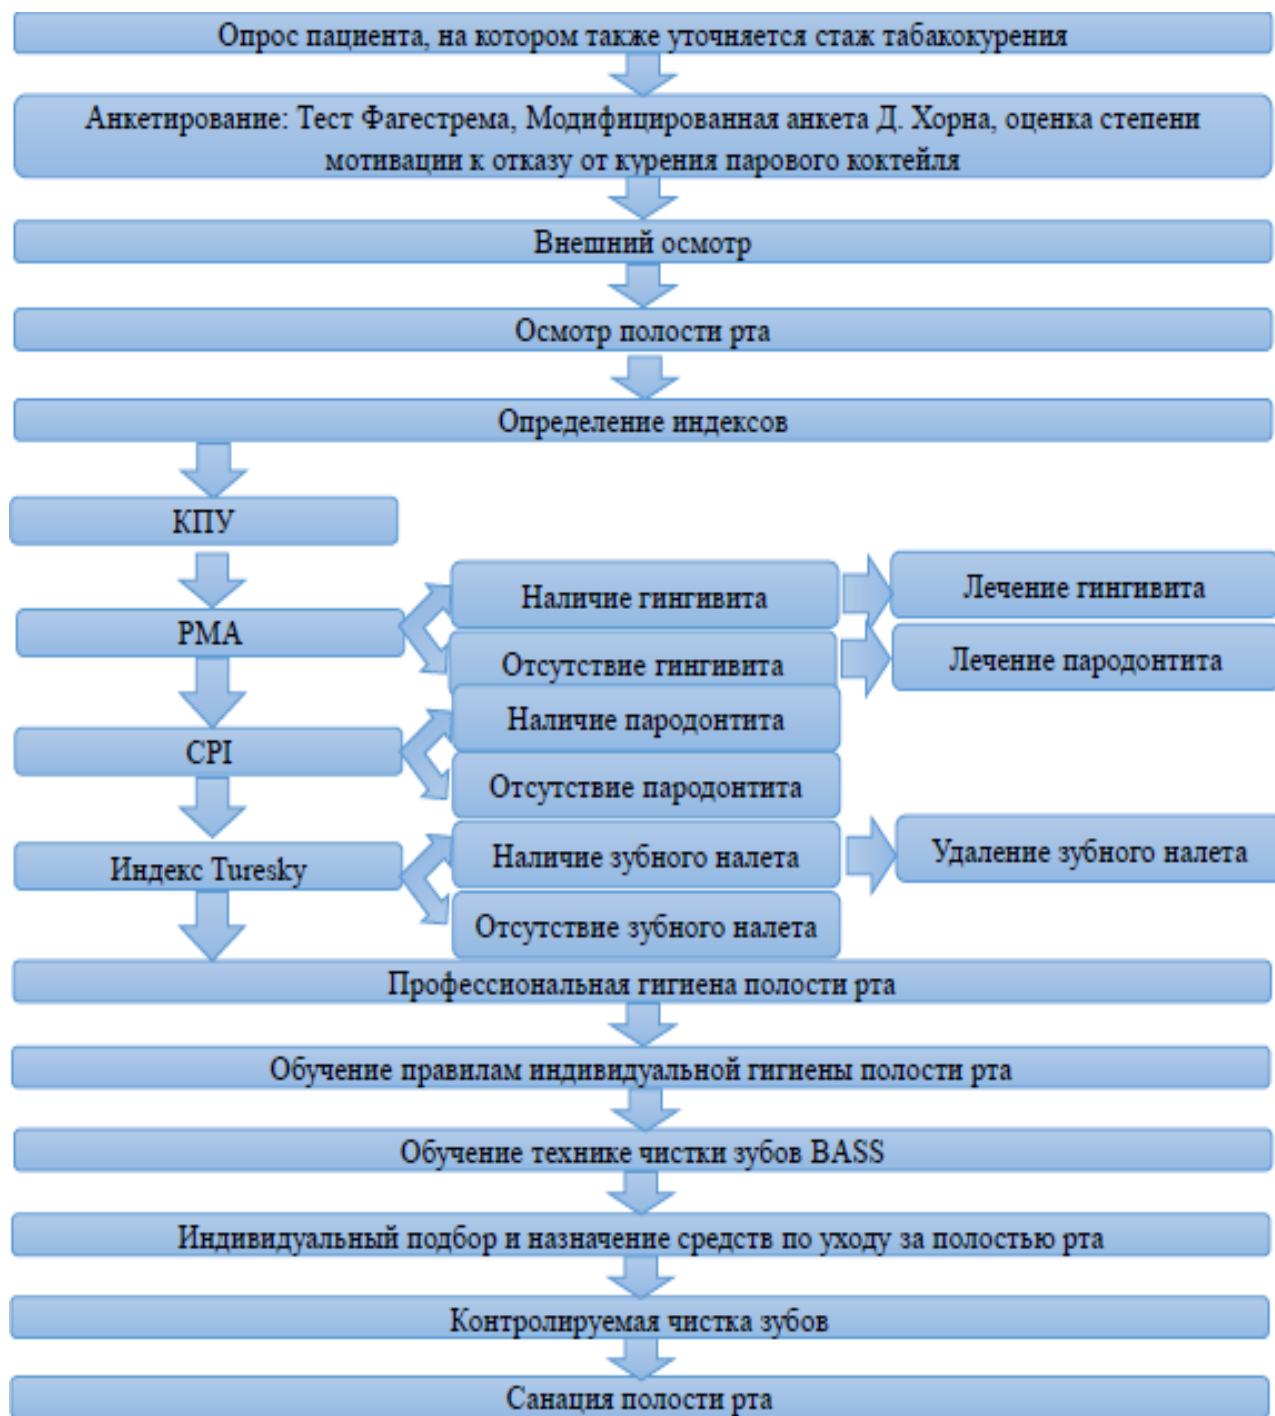 Опрос пациента, на котором также уточняется стаж табакокурения
Анкетирование: Тест Фагестрема, Модифицированная анкета Д. Хорна, оценка степени
мотивации к отказу от курения парового коктейля
Внешний осмотр
Осмотр полости рта
Определение индексов
КПУ
PMA
Наличие гингивита
Лечение гингивита
Отсутствие гингивита
Лечение пародонтита
CPI
Наличие пародонтита
Отсутствие пародонтита
Индекс Turesky
Наличие зубного налета
Удаление зубного налета
Отсутствие зубного налета
Профессиональная гигиена полости рта
Обучение правилам индивидуальной гигиены полости рта
Обучение технике чистки зубов BASS
Индивидуальный подбор и назначение средств по уходу за полостью рта
Контролируемая чистка зубов
Санация полости рта